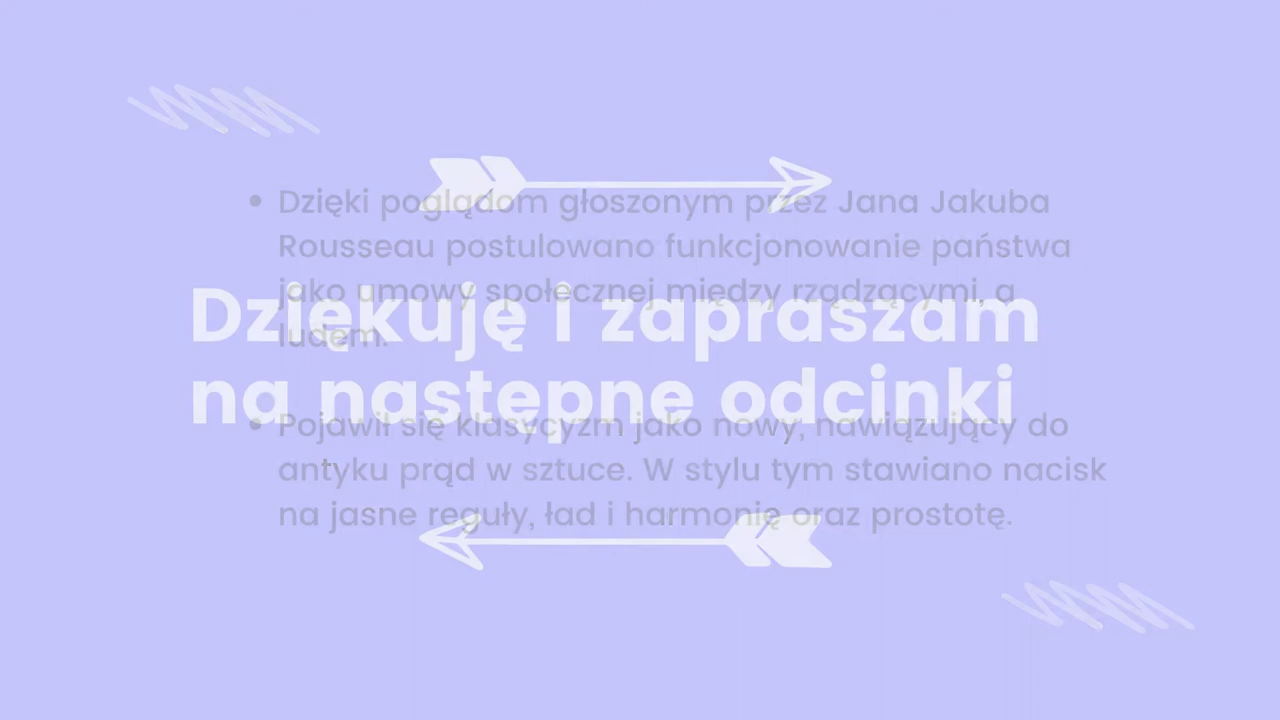 • Dzięki poglądom głoszonym przez Jana Jakuba
Rousseau postulowano funkcjonowanie państwa
jako umowy społecznej między rządzącymi, a
ludem.
Dziękuję i zapraszam
na następne odcinki
• Pojawił się klasycyzm jako nowy, nawiązujący do
antyku prąd w sztuce. W stylu tym stawiano nacisk
na jasne reguły, ład i harmonię oraz prostotę.